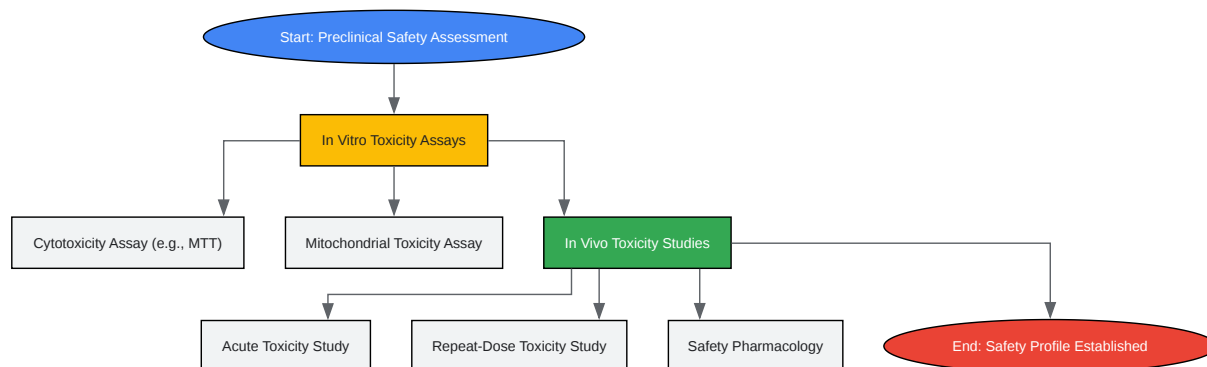 Start: Preclinical Safety Assessment
In Vitro Toxicity Assays
Cytotoxicity Assay (e.g., MTT)
Mitochondrial Toxicity Assay
In Vivo Toxicity Studies
Acute Toxicity Study
Repeat-Dose Toxicity Study
Safety Pharmacology
End: Safety Profile Established